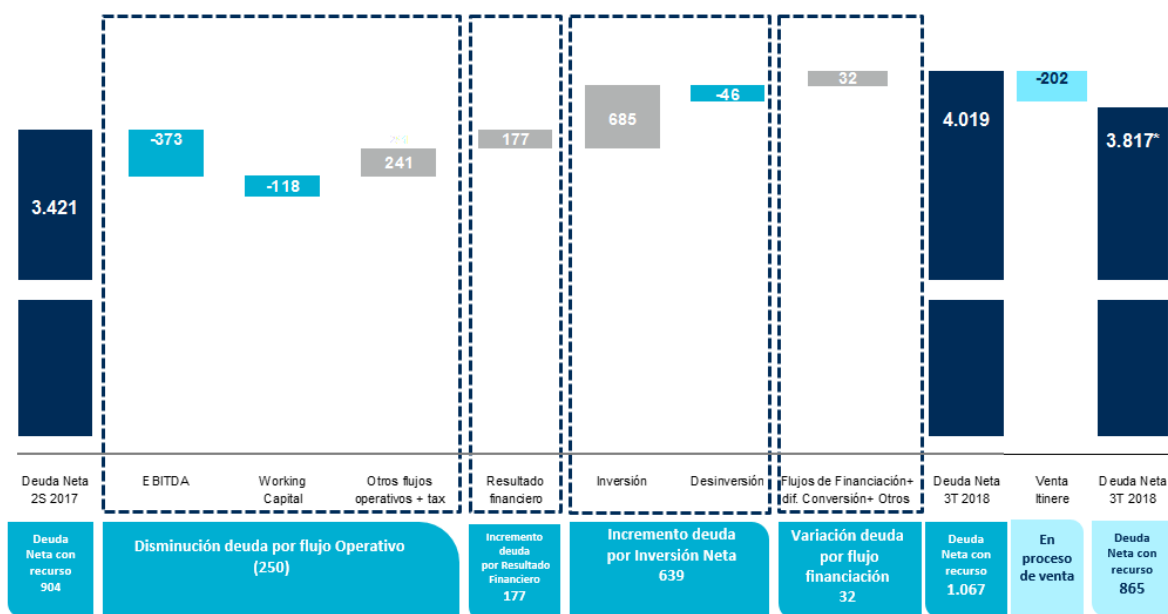 -373
-118
241
177
685
-46
32
3.421
4.019
-202
3.817*
Deuda Neta
2S 2017
EBITDA
Working
Capital
Otros flujos
operativos + tax
Resultado
financiero
Inversión
Desinversión
Flujos de Financiación+
dif. Conversión+ Otros
Deuda Neta
3T 2018
Venta
Itinere
Deuda Neta
3T 2018
Deuda
Neta con
recurso
904
Disminución deuda por flujo Operativo
(250)
Incremento
deuda
por Resultado
Financiero
177
Incremento deuda
por Inversión Neta
639
Variación deuda
por flujo
financiación
32
Deuda
Neta con
recurso
1.067
En
proceso
de venta
Deuda
Neta con
recurso
865